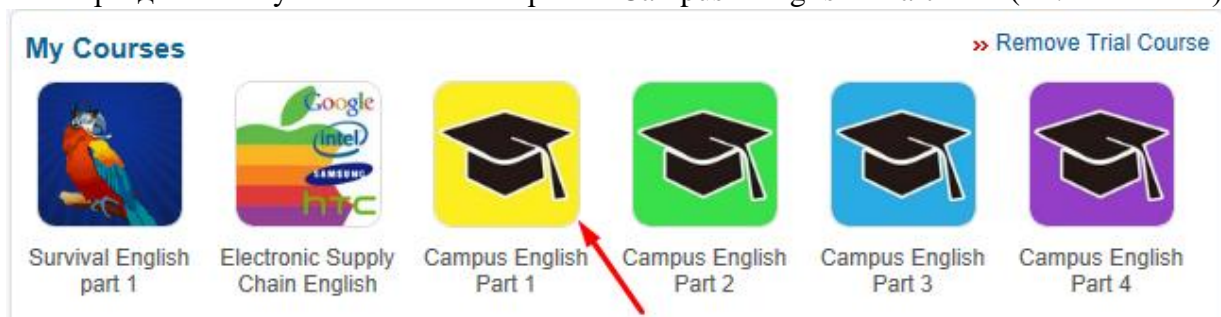 My Courses
» Remove Trial Course
Google
intel
SAMSUNG
hTC
Survival English part 1
Electronic Supply Chain English
Campus English Part 1
Campus English Part 2
Campus English Part 3
Campus English Part 4